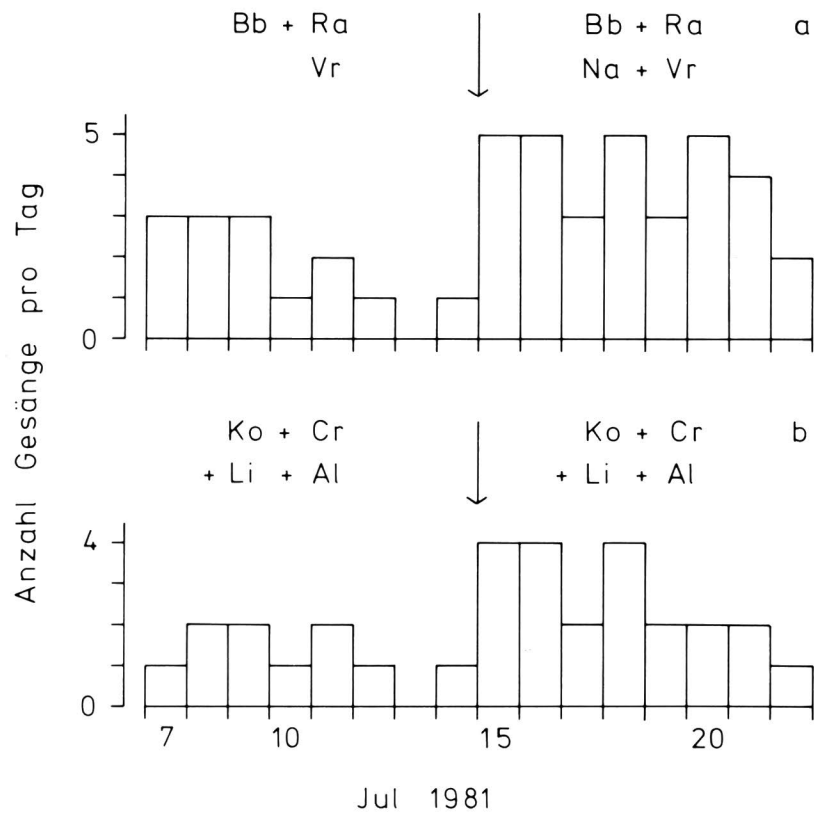 Bb + Ra
Vr
Bb + Ra
Na + Vr
a
5
0
Anzahl Gesänge pro Tag
Ko + Cr
+ Li + Al
Ko + Cr
+ Li + Al
b
4
2
0
7 10 15 20
Jul 1981